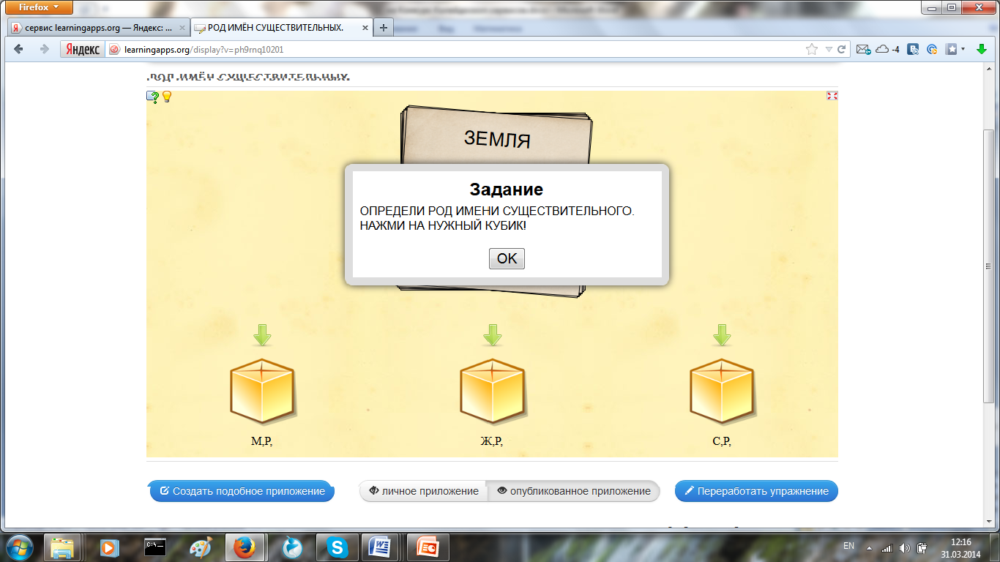 Firefox
сервис learningapps.org — Яндекс: ...
РОД ИМЁН СУЩЕСТВИТЕЛЬНЫХ.
Яндекс
learningapps.org/display?v=ph9rnq10201
-4
РОД ИМЁН СУЩЕСТВИТЕЛЬНЫХ.
ЗЕМЛЯ
Задание
ОПРЕДЕЛИ РОД ИМЕНИ СУЩЕСТВИТЕЛЬНОГО.
НАЖМИ НА НУЖНЫЙ КУБИК!
OK
М,Р,
Ж,Р,
С,Р,
Создать подобное приложение
личное приложение
опубликованное приложение
Переработать упражнение
EN
12:16
31.03.2014